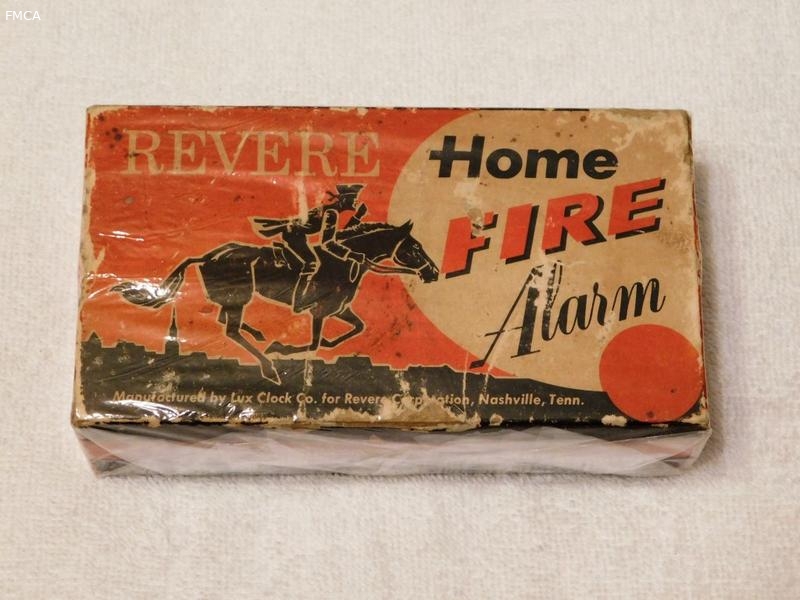 FMCA
REVERE
Home
FIRE
Alarm
Manufactured by Lux Clock Co. for Revere Corporation, Nashville, Tenn.